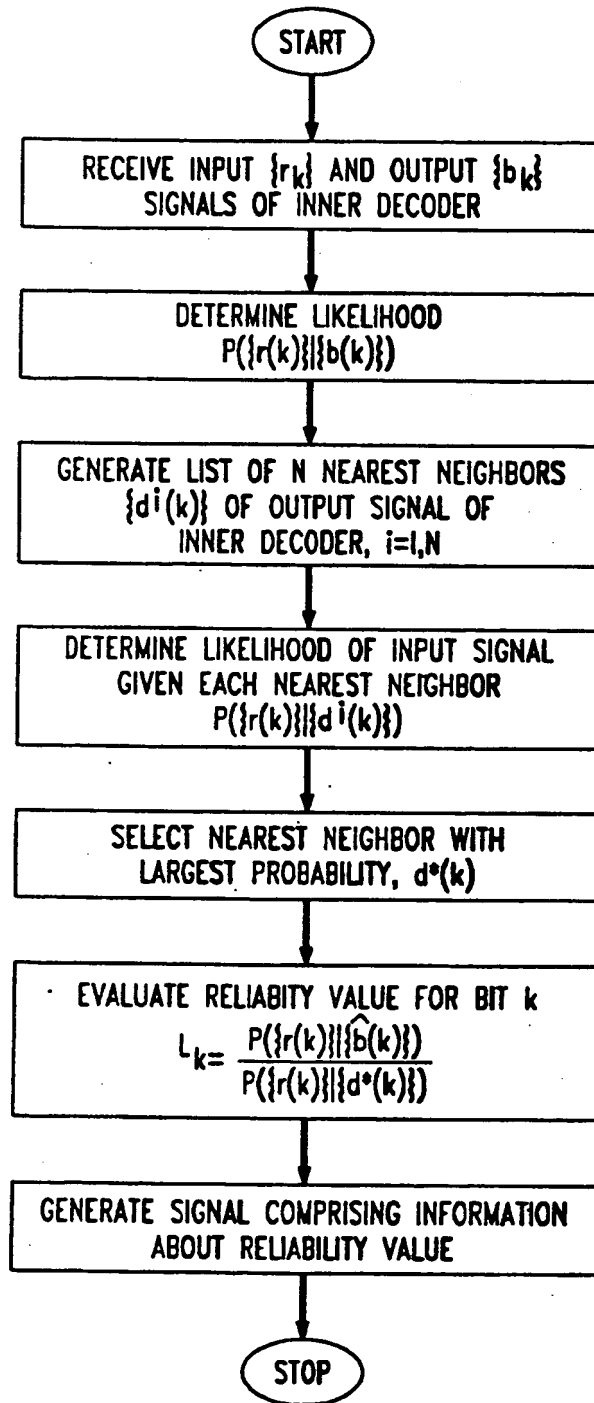 START
RECEIVE INPUT {r_k} AND OUTPUT {b_k}
SIGNALS OF INNER DECODER
DETERMINE LIKELIHOOD
P({r(k)}|{b(k)})
GENERATE LIST OF N NEAREST NEIGHBORS
{d^i(k)} OF OUTPUT SIGNAL OF
INNER DECODER, i=I,N
DETERMINE LIKELIHOOD OF INPUT SIGNAL
GIVEN EACH NEAREST NEIGHBOR
P({r(k)}|{d^i(k)})
SELECT NEAREST NEIGHBOR WITH
LARGEST PROBABILITY, d*(k)
EVALUATE RELIABITY VALUE FOR BIT k
L_k= P({r(k)}|{b̂(k)})
P({r(k)}|{d*(k)})
GENERATE SIGNAL COMPRISING INFORMATION
ABOUT RELIABILITY VALUE
STOP